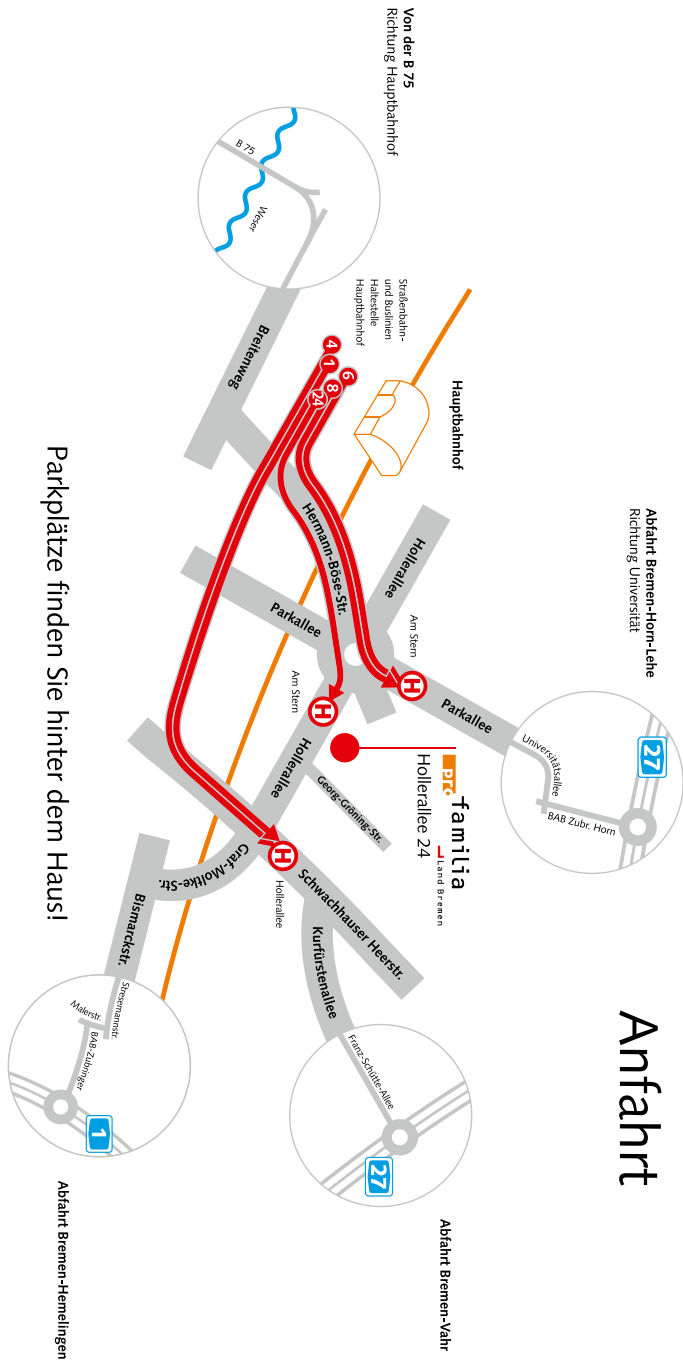 Anfahrt
Abfahrt Bremen-Horn-Lehe
Richtung Universität
27
Universitätsallee
BAB Zubr. Horn
Von der B 75
Richtung Hauptbahnhof
B 75
Weser
Straßenbahn-
und Buslinien
Haltestelle
Hauptbahnhof
Hauptbahnhof
4
1
6
8
24
Breitenweg
Hermann-Böse-Str.
Hollerallee
Parkallee
Am Stern
H
Parkallee
Am Stern
H
Hollerallee
Georg-Gröning-Str.
pro familia
Land Bremen
Hollerallee 24
H
Hollerallee
Graf-Moltke-Str.
Schwachhauser Heerstr.
Kurfürstenallee
Franz-Schütte-Allee
27
Abfahrt Bremen-Vahr
Bismarckstr.
Stresemannstr.
Malerstr.
BAB-Zubringer
1
Abfahrt Bremen-Hemelingen
Parkplätze finden Sie hinter dem Haus!